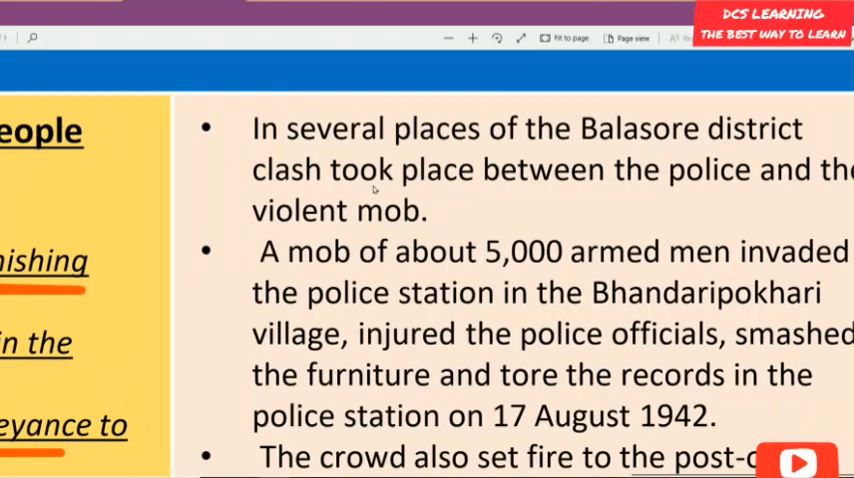 DCS LEARNING
THE BEST WAY TO LEARN
Fit to page
Page view
eople
nishing
in the
eyance to
• In several places of the Balasore district
clash took place between the police and the
violent mob.
• A mob of about 5,000 armed men invaded
the police station in the Bhandaripokhari
village, injured the police officials, smashed
the furniture and tore the records in the
police station on 17 August 1942.
• The crowd also set fire to the post-o